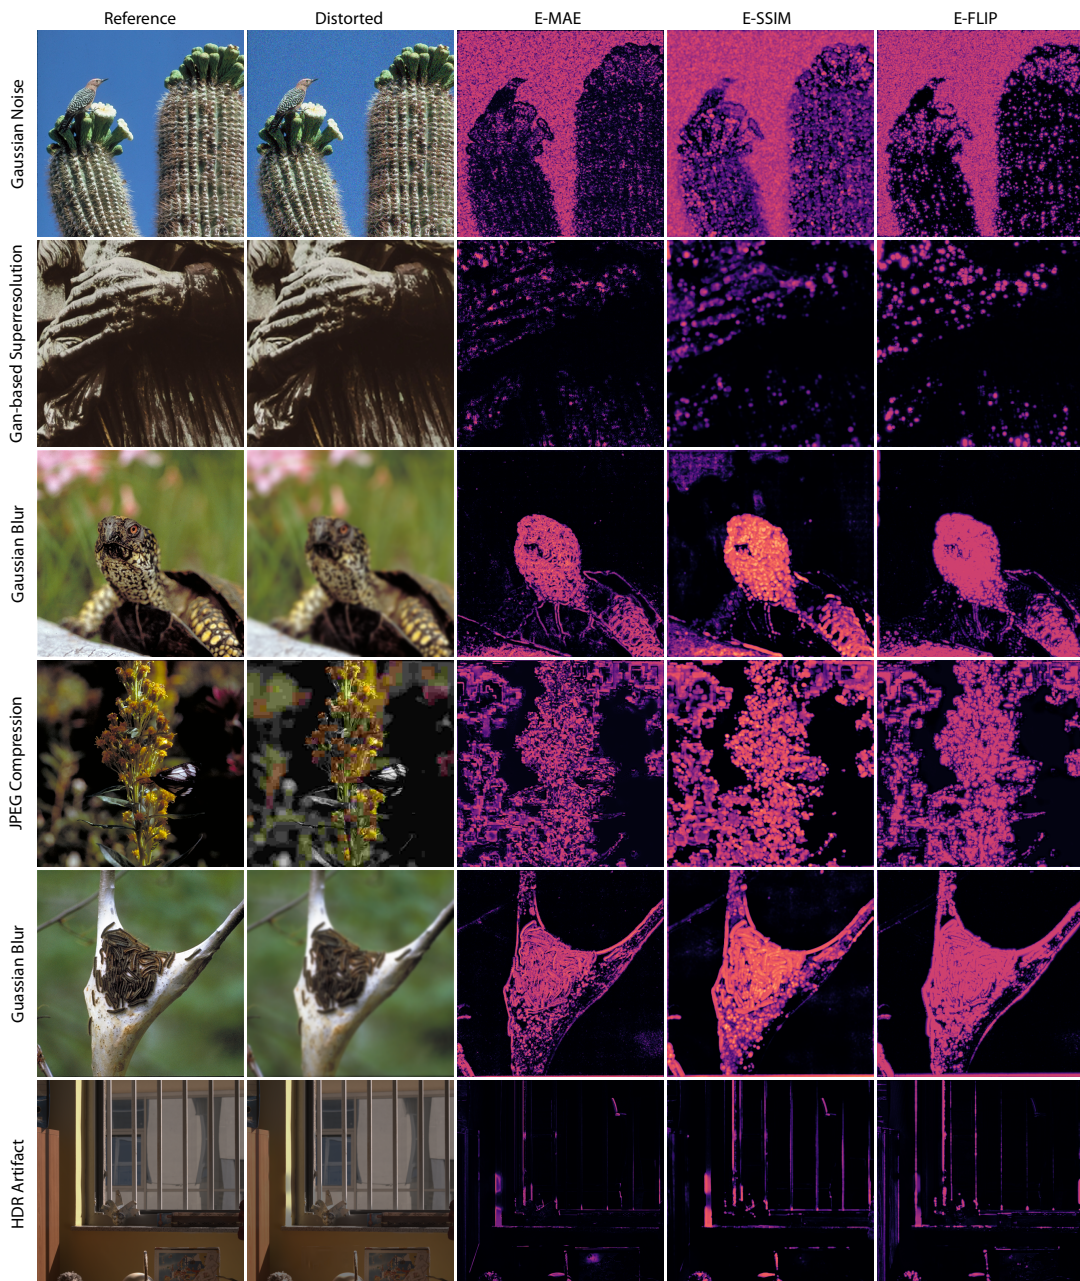 Reference
Distorted
E-MAE
E-SSIM
E-FLIP
Gaussian Noise
Gan-based Superresolution
Gaussian Blur
JPEG Compression
Guassian Blur
HDR Artifact